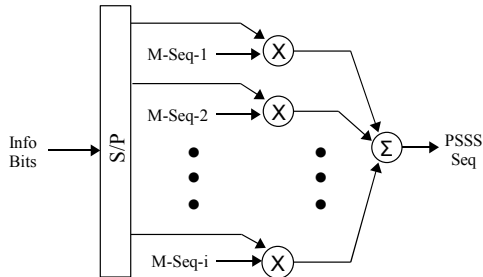 Info
Bits
S/P
M-Seq-1
X
M-Seq-2
X
M-Seq-i
X
Σ
PSSS
Seq